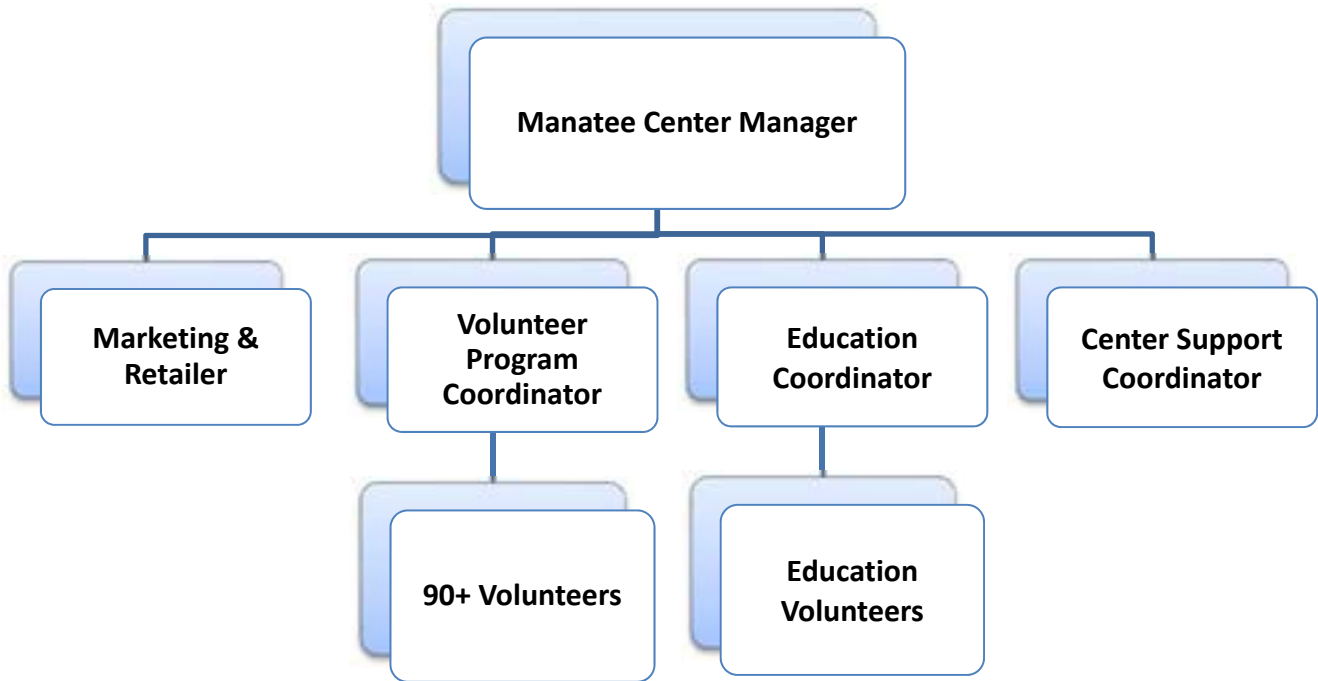 Manatee Center Manager
Marketing &
Retailer
Volunteer
Program
Coordinator
Education
Coordinator
Center Support
Coordinator
90+ Volunteers
Education
Volunteers